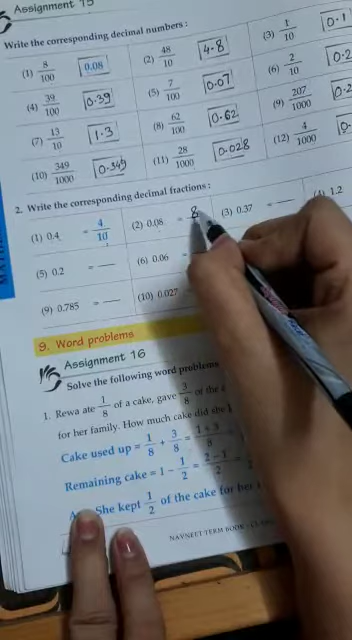 Assignment 15
Write the corresponding decimal numbers :
(1) 8/100 0.08 (2) 48/10 4.8 (3) 1/10 0.1
(4) 39/100 0.39 (5) 7/100 0.07 (6) 2/10 0.2
(7) 13/10 1.3 (8) 62/100 0.62 (9) 207/1000 0.2
(10) 349/1000 0.349 (11) 28/1000 0.028 (12) 4/1000 0.
2. Write the corresponding decimal fractions :
(1) 0.4 = 4/10 (2) 0.08 = 8 (3) 0.37 = — (4) 1.2
(5) 0.2 = — (6) 0.06 =
(9) 0.785 = — (10) 0.027
9. Word problems
Assignment 16
Solve the following word problems
1. Rewa ate 1/8 of a cake, gave 3/8 of the
for her family. How much cake did she
Cake used up = 1/8 + 3/8 = 1 + 3/8
Remaining cake = 1 - 1/2 = 2 - 1/2 =
She kept 1/2 of the cake for her
NAVNEET TERM BOOK